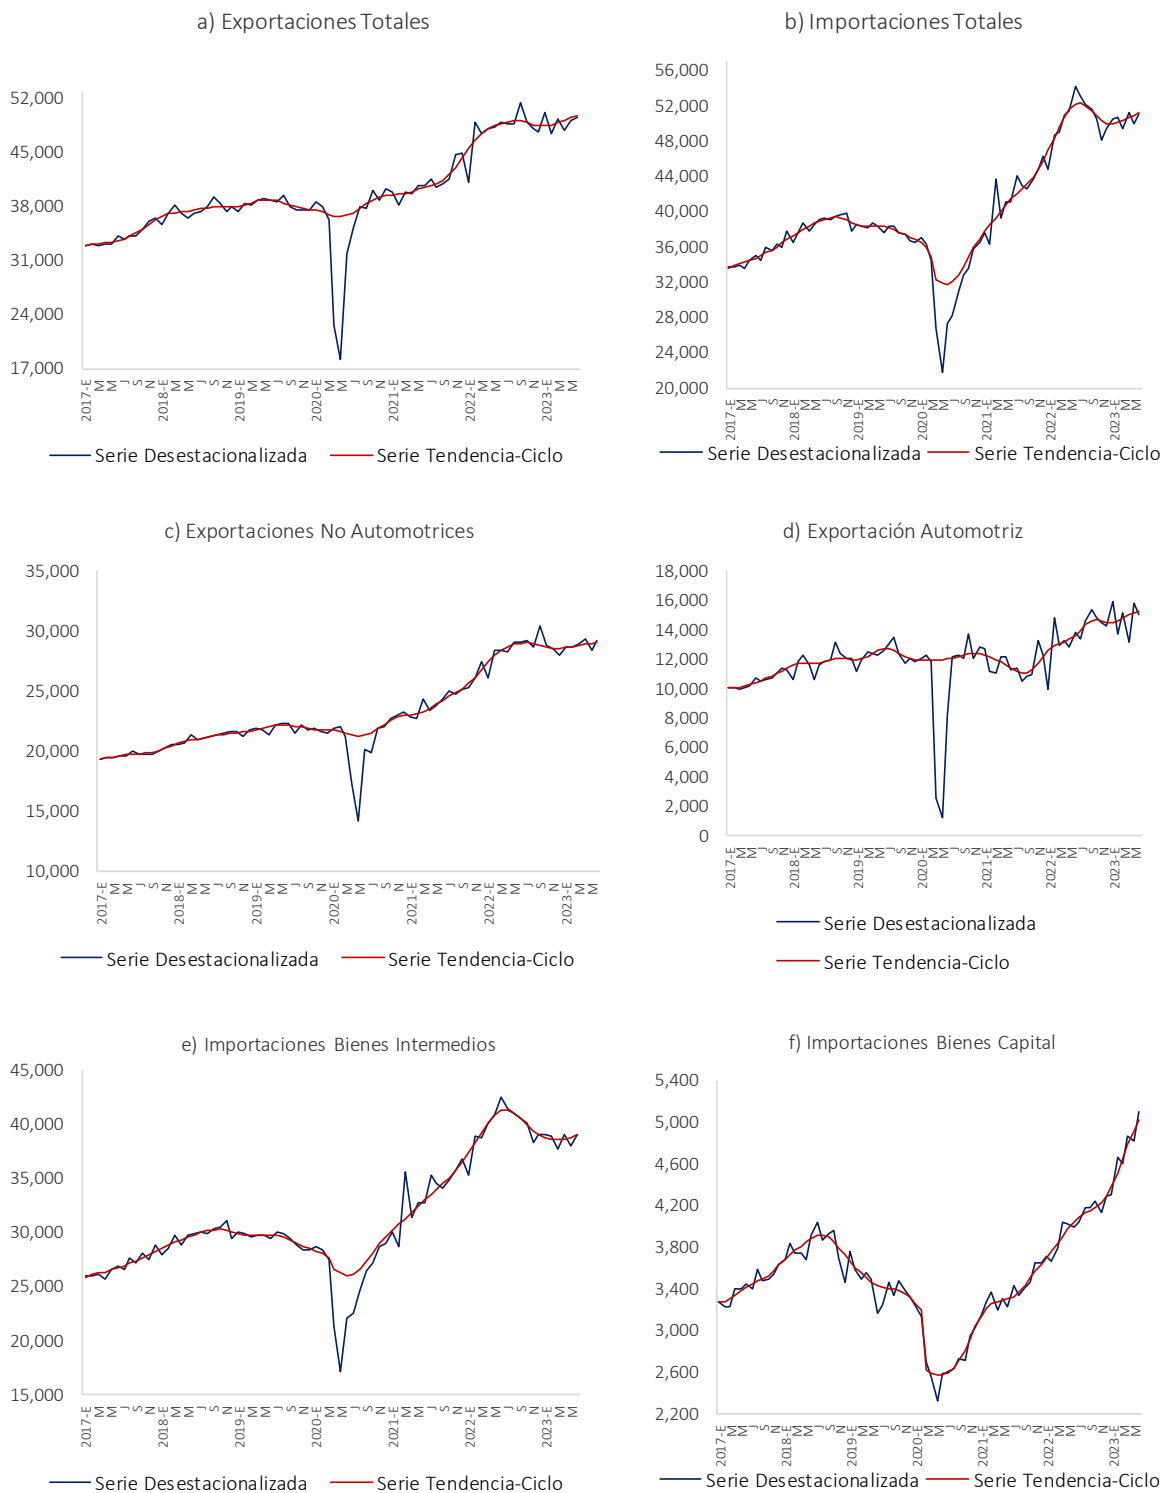 a) Exportaciones Totales
52,000
45,000
38,000
31,000
24,000
17,000
2017-E M M J S N 2018-E M M J S N 2019-E M M J S N 2020-E M M J S N 2021-E M M J S N 2022-E M M J S N 2023-E M M
Serie Desestacionalizada Serie Tendencia-Ciclo
b) Importaciones Totales
56,000
52,000
48,000
44,000
40,000
36,000
32,000
28,000
24,000
20,000
2017-E M M J S N 2018-E M M J S N 2019-E M M J S N 2020-E M M J S N 2021-E M M J S N 2022-E M M J S N 2023-E M M
Serie Desestacionalizada Serie Tendencia-Ciclo
c) Exportaciones No Automotrices
35,000
30,000
25,000
20,000
15,000
10,000
2017-E M M J S N 2018-E M M J S N 2019-E M M J S N 2020-E M M J S N 2021-E M M J S N 2022-E M M J S N 2023-E M M
Serie Desestacionalizada Serie Tendencia-Ciclo
d) Exportación Automotriz
18,000
16,000
14,000
12,000
10,000
8,000
6,000
4,000
2,000
0
2017-E M M J S N 2018-E M M J S N 2019-E M M J S N 2020-E M M J S N 2021-E M M J S N 2022-E M M J S N 2023-E M M
Serie Desestacionalizada
Serie Tendencia-Ciclo
e) Importaciones Bienes Intermedios
45,000
40,000
35,000
30,000
25,000
20,000
15,000
2017-E M M J S N 2018-E M M J S N 2019-E M M J S N 2020-E M M J S N 2021-E M M J S N 2022-E M M J S N 2023-E M M
Serie Desestacionalizada Serie Tendencia-Ciclo
f) Importaciones Bienes Capital
5,400
5,000
4,600
4,200
3,800
3,400
3,000
2,600
2,200
2017-E M M J S N 2018-E M M J S N 2019-E M M J S N 2020-E M M J S N 2021-E M M J S N 2022-E M M J S N 2023-E M M
Serie Desestacionalizada Serie Tendencia-Ciclo